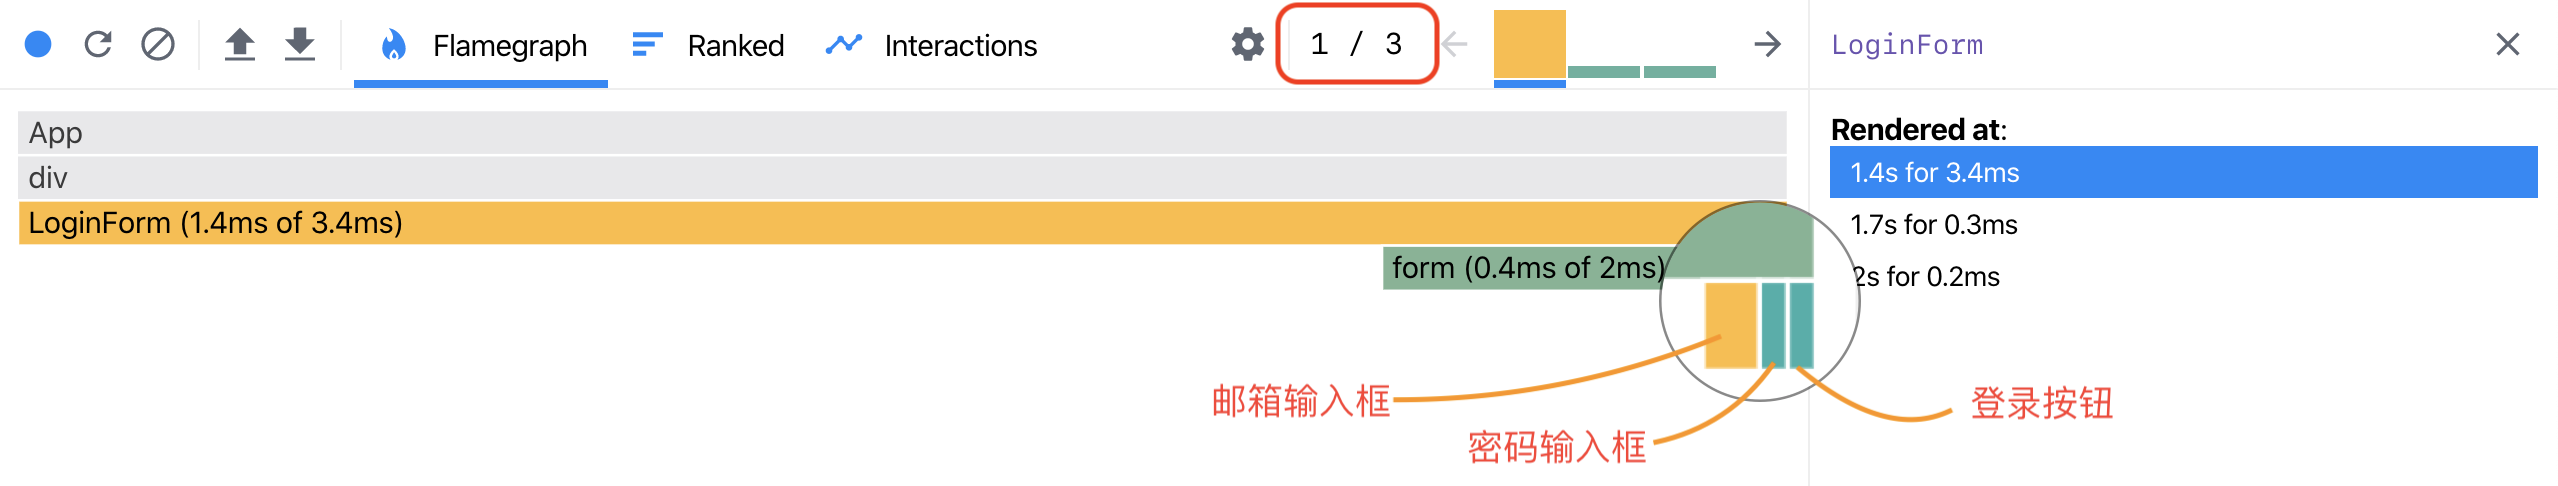 Flamegraph Ranked Interactions 1 / 3 LoginForm
App
div
LoginForm (1.4ms of 3.4ms)
form (0.4ms of 2ms)
Rendered at:
1.4s for 3.4ms
1.7s for 0.3ms
2s for 0.2ms
邮箱输入框
密码输入框
登录按钮